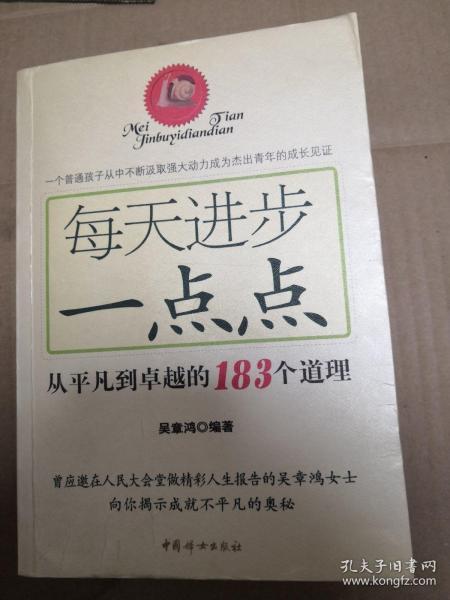 Mei Tian
Jinbuyidiandian
一个普通孩子从中不断汲取强大动力成为杰出青年的成长见证
每天进步
一点点
从平凡到卓越的183个道理
吴章鸿◎编著
曾应邀在人民大会堂做精彩人生报告的吴章鸿女士
向你揭示成就不平凡的奥秘
中国妇女出版社
孔夫子旧书网
www.kongfz.com